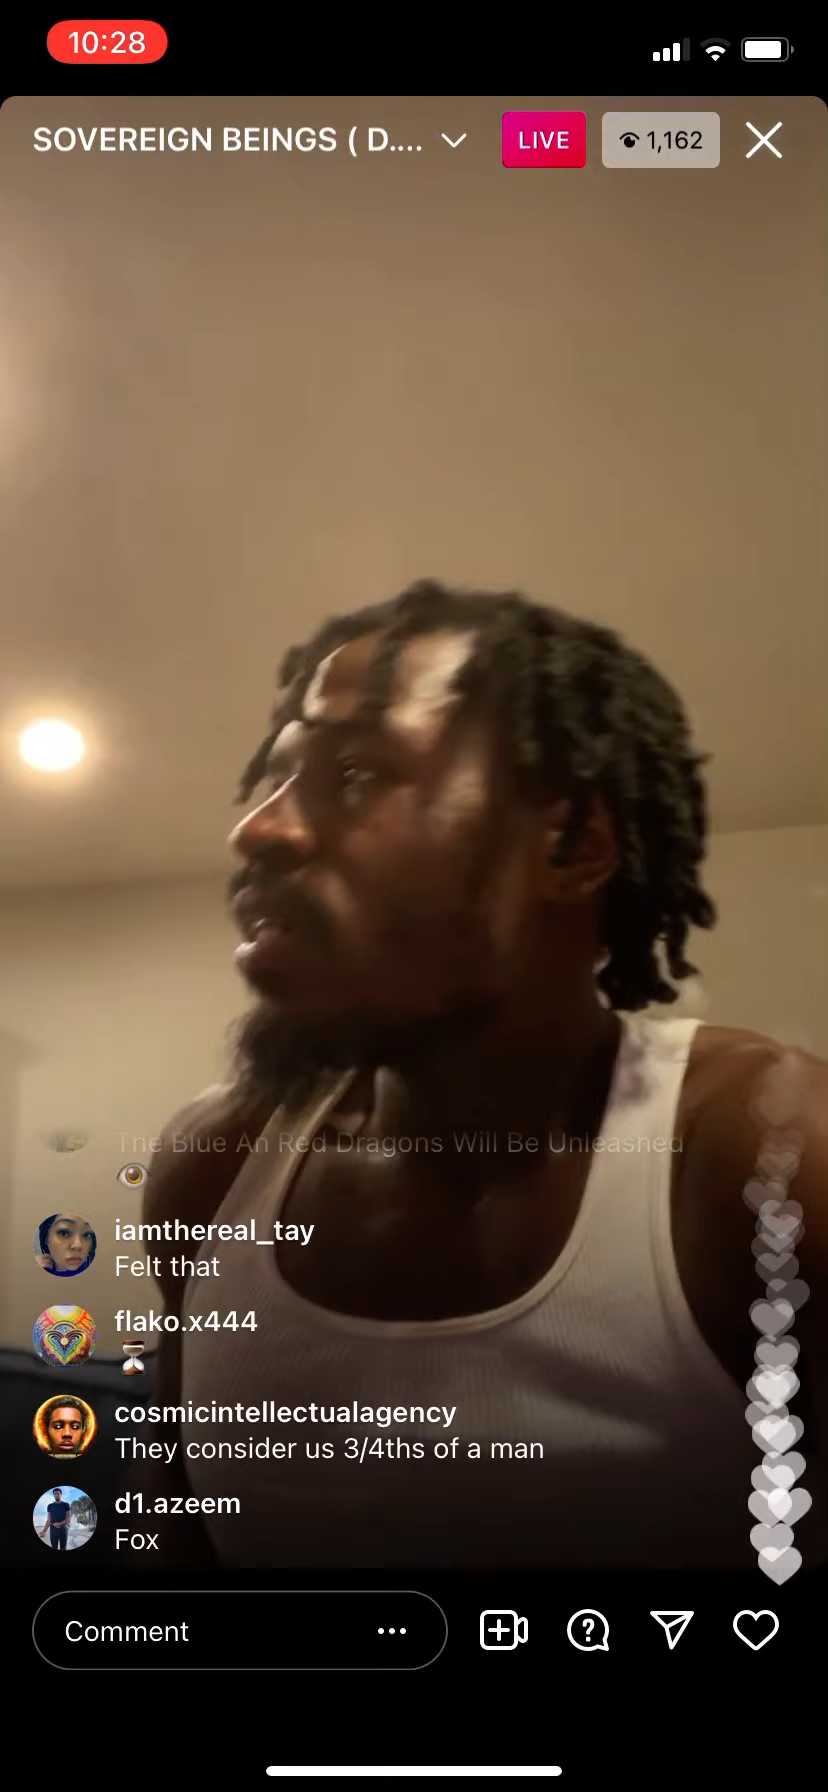 10:28
SOVEREIGN BEINGS ( D....
LIVE
1,162
The Blue An Red Dragons Will Be Unleashed
👁
iamthereal_tay
Felt that
flako.x444
⏳
cosmicintellectualagency
They consider us 3/4ths of a man
d1.azeem
Fox
Comment